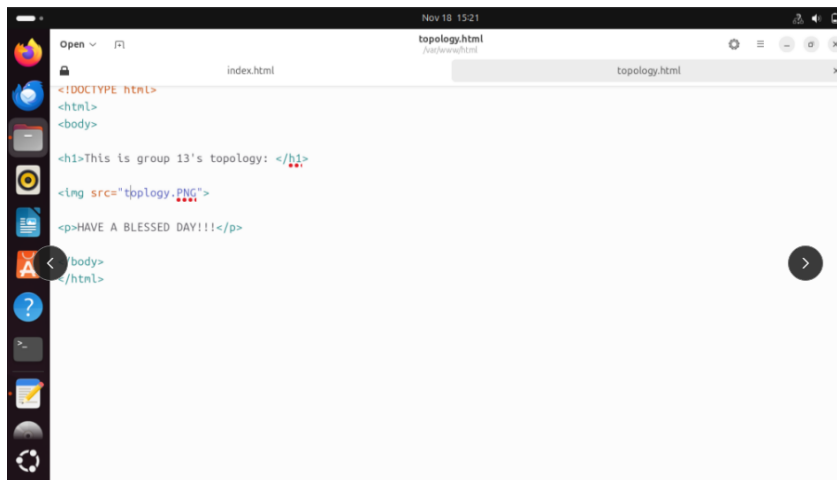 Nov 18 15:21
Open
topology.html
/var/www/html
index.html
topology.html
<!DOCTYPE html>
<html>
<body>
<h1>This is group 13's topology: </h1>
<img src="toplogy.PNG">
<p>HAVE A BLESSED DAY!!!</p>
/body>
</html>